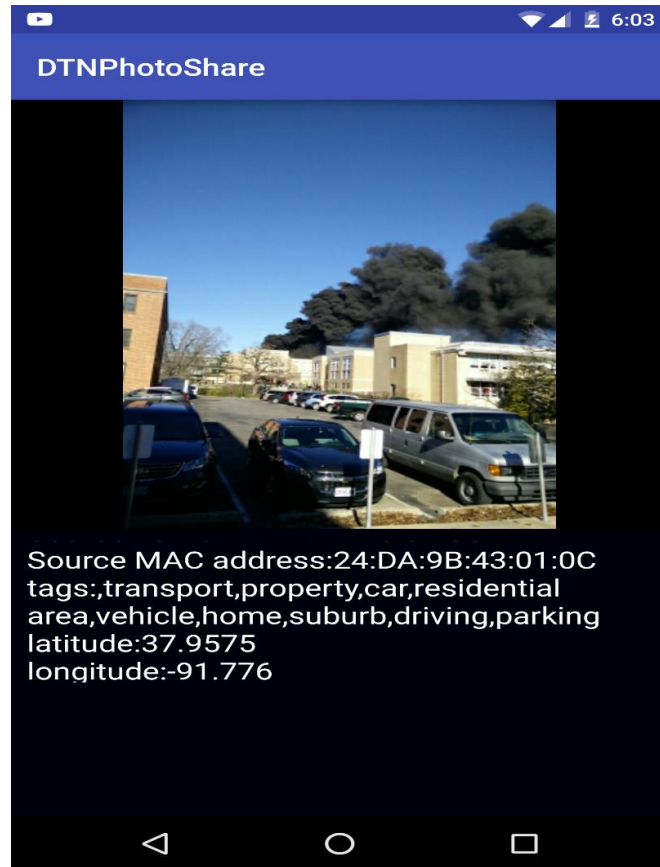 6:03
DTNPhotoShare
Source MAC address:24:DA:9B:43:01:0C
tags:,transport,property,car,residential
area,vehicle,home,suburb,driving,parking
latitude:37.9575
longitude:-91.776